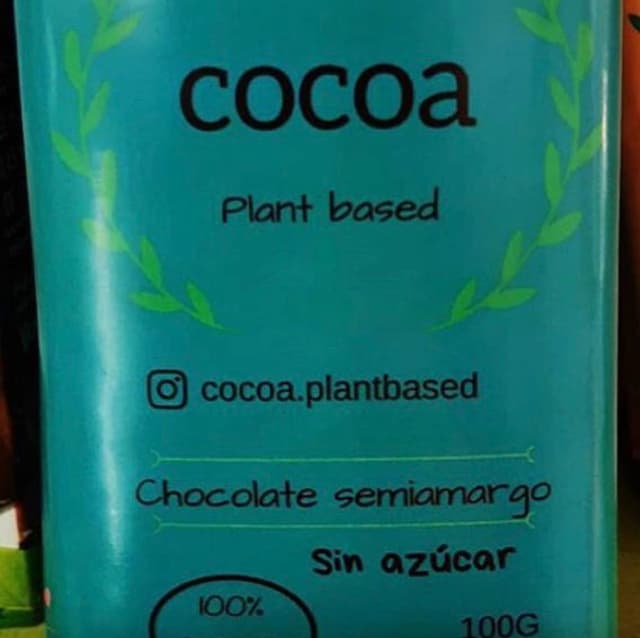 cocoa
Plant based
cocoa.plantbased
Chocolate semiamargo
Sin azúcar
100%
100G